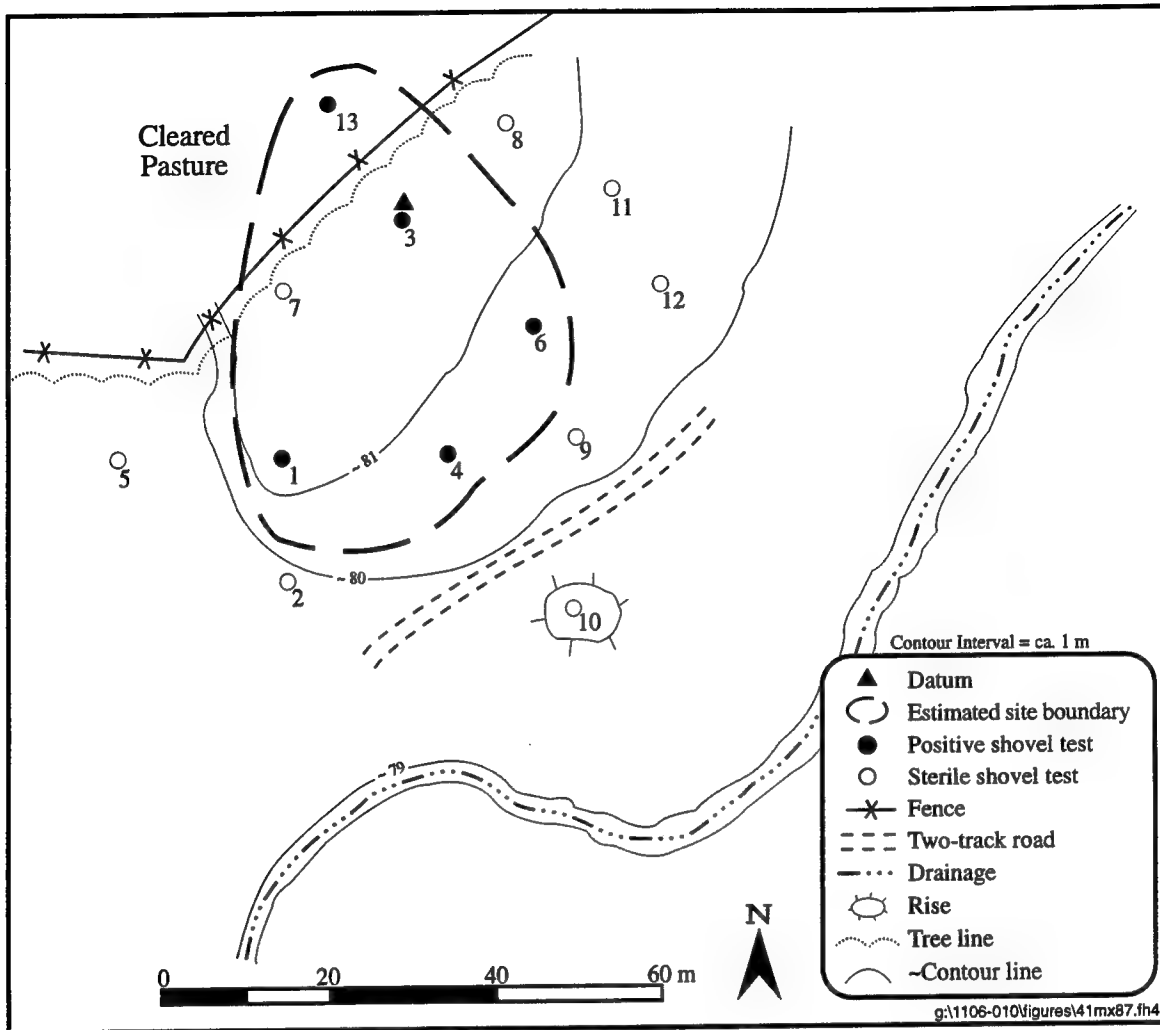 Cleared
Pasture
13
8
3
11
7
12
6
5
1
4
9
~ 81
~ 80
2
10
~ 79
Contour Interval = ca. 1 m
Datum
Estimated site boundary
Positive shovel test
Sterile shovel test
Fence
Two-track road
Drainage
Rise
Tree line
~Contour line
N
0 20 40 60 m
g:\1106-010\figures\41mx87.fh4